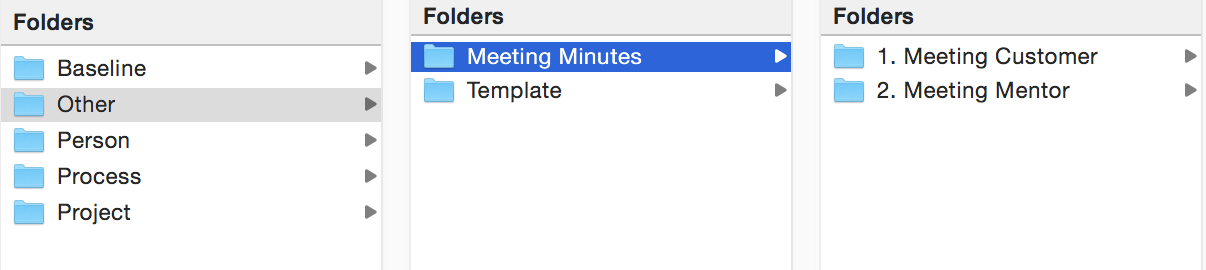 Folders
Baseline
Other
Person
Process
Project
Folders
Meeting Minutes
Template
Folders
1. Meeting Customer
2. Meeting Mentor